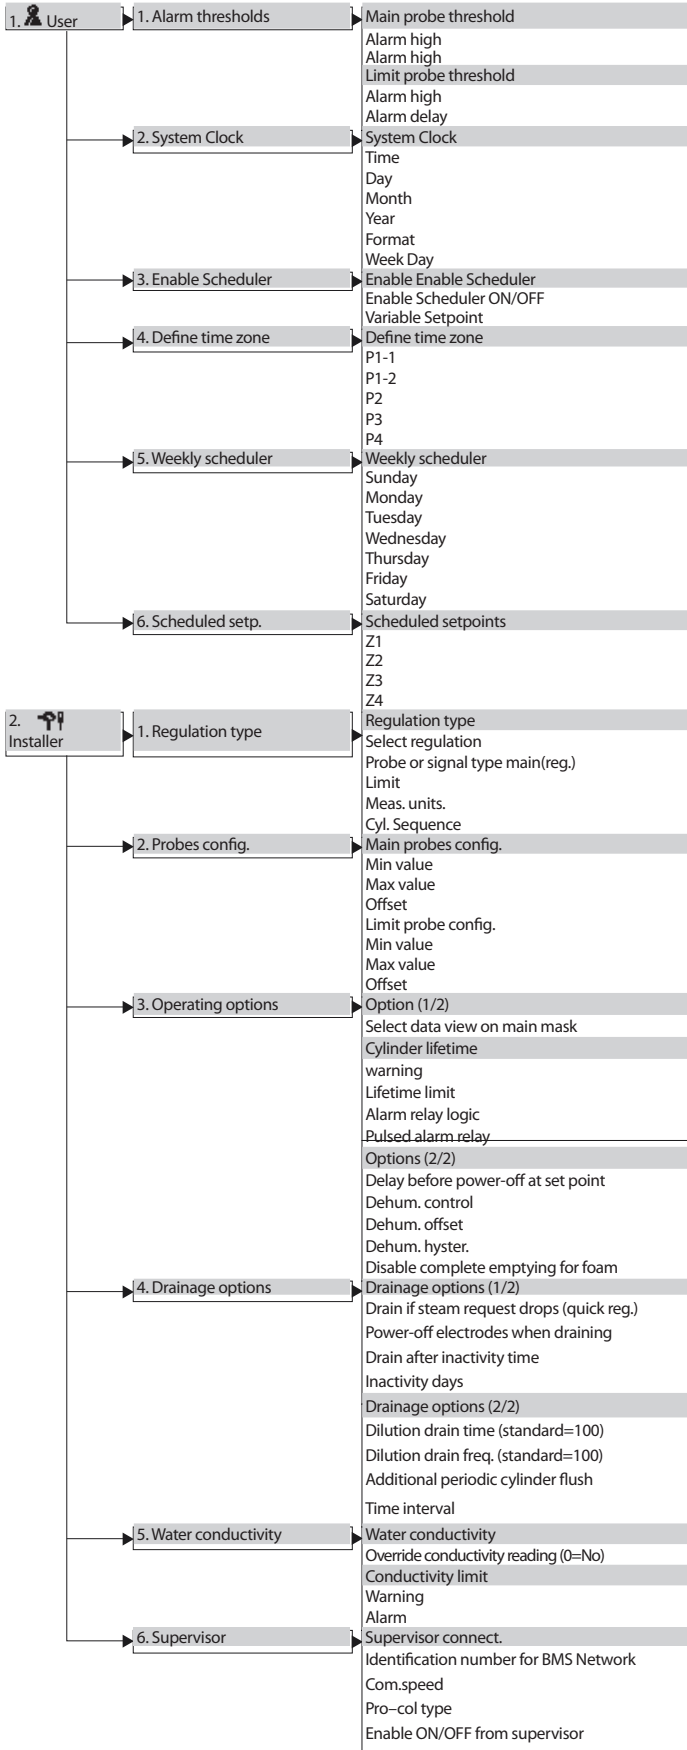 1. User
1. Alarm thresholds
Main probe threshold
Alarm high
Alarm high
Limit probe threshold
Alarm high
Alarm delay
2. System Clock
System Clock
Time
Day
Month
Year
Format
Week Day
3. Enable Scheduler
Enable Enable Scheduler
Enable Scheduler ON/OFF
Variable Setpoint
4. Define time zone
Define time zone
P1-1
P1-2
P2
P3
P4
5. Weekly scheduler
Weekly scheduler
Sunday
Monday
Tuesday
Wednesday
Thursday
Friday
Saturday
6. Scheduled setp.
Scheduled setpoints
Z1
Z2
Z3
Z4
2.
Installer
1. Regulation type
Regulation type
Select regulation
Probe or signal type main(reg.)
Limit
Meas. units.
Cyl. Sequence
2. Probes config.
Main probes config.
Min value
Max value
Offset
Limit probe config.
Min value
Max value
Offset
3. Operating options
Option (1/2)
Select data view on main mask
Cylinder lifetime
warning
Lifetime limit
Alarm relay logic
Pulsed alarm relay
Options (2/2)
Delay before power-off at set point
Dehum. control
Dehum. offset
Dehum. hyster.
Disable complete emptying for foam
4. Drainage options
Drainage options (1/2)
Drain if steam request drops (quick reg.)
Power-off electrodes when draining
Drain after inactivity time
Inactivity days
Drainage options (2/2)
Dilution drain time (standard=100)
Dilution drain freq. (standard=100)
Additional periodic cylinder flush
Time interval
5. Water conductivity
Water conductivity
Override conductivity reading (0=No)
Conductivity limit
Warning
Alarm
6. Supervisor
Supervisor connect.
Identification number for BMS Network
Com.speed
Pro–col type
Enable ON/OFF from supervisor